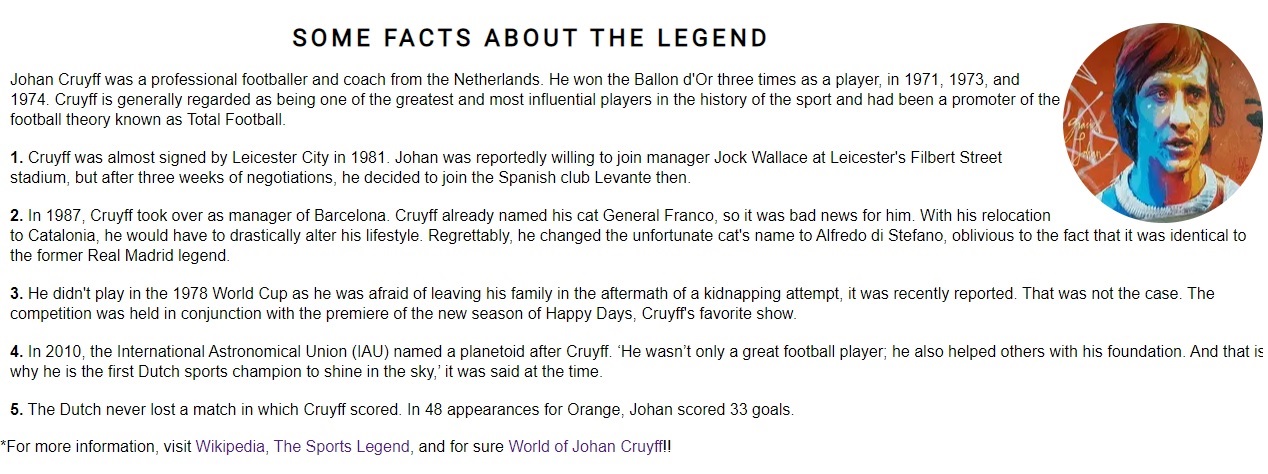 SOME FACTS ABOUT THE LEGEND
Johan Cruyff was a professional footballer and coach from the Netherlands. He won the Ballon d'Or three times as a player, in 1971, 1973, and
1974. Cruyff is generally regarded as being one of the greatest and most influential players in the history of the sport and had been a promoter of the
football theory known as Total Football.
1. Cruyff was almost signed by Leicester City in 1981. Johan was reportedly willing to join manager Jock Wallace at Leicester's Filbert Street
stadium, but after three weeks of negotiations, he decided to join the Spanish club Levante then.
2. In 1987, Cruyff took over as manager of Barcelona. Cruyff already named his cat General Franco, so it was bad news for him. With his relocation
to Catalonia, he would have to drastically alter his lifestyle. Regrettably, he changed the unfortunate cat's name to Alfredo di Stefano, oblivious to the fact that it was identical to
the former Real Madrid legend.
3. He didn't play in the 1978 World Cup as he was afraid of leaving his family in the aftermath of a kidnapping attempt, it was recently reported. That was not the case. The
competition was held in conjunction with the premiere of the new season of Happy Days, Cruyff's favorite show.
4. In 2010, the International Astronomical Union (IAU) named a planetoid after Cruyff. ‘He wasn’t only a great football player; he also helped others with his foundation. And that is
why he is the first Dutch sports champion to shine in the sky,’ it was said at the time.
5. The Dutch never lost a match in which Cruyff scored. In 48 appearances for Orange, Johan scored 33 goals.
*For more information, visit Wikipedia, The Sports Legend, and for sure World of Johan Cruyff!!